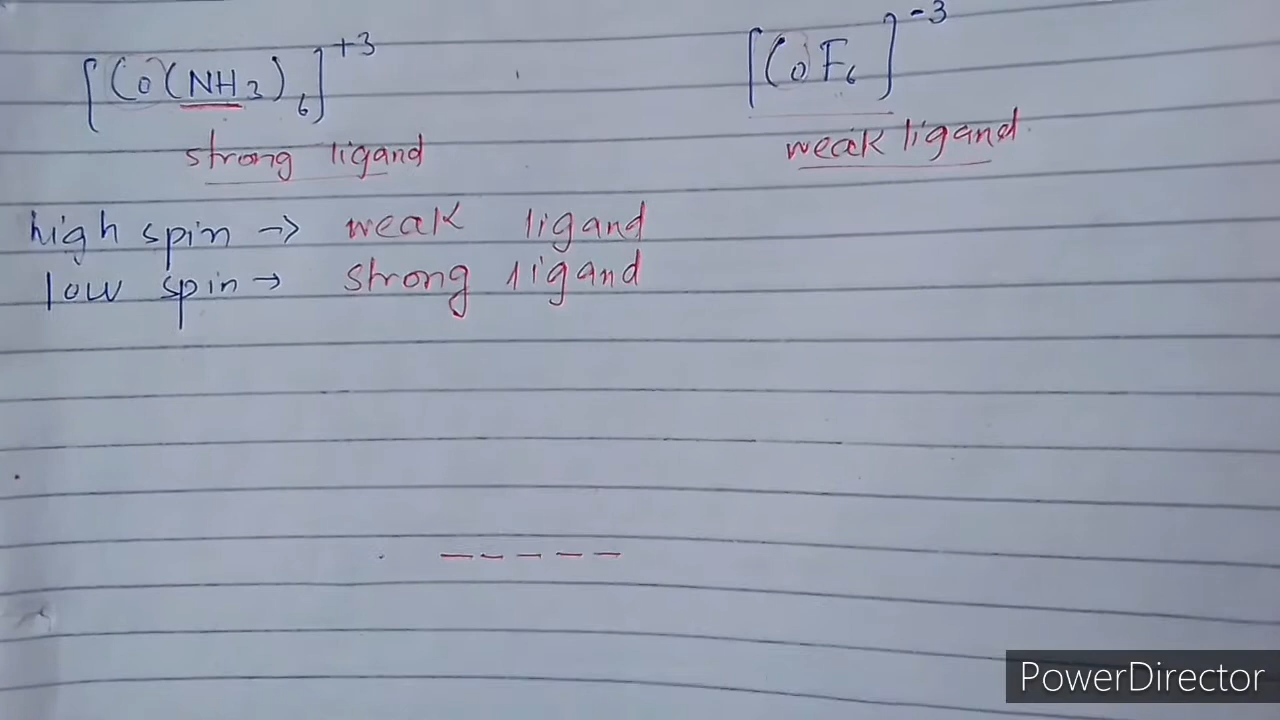 [Co(NH3)6]+3 [CoF6]-3
strong ligand weak ligand
high spin -> weak ligand
low spin -> strong ligand
PowerDirector